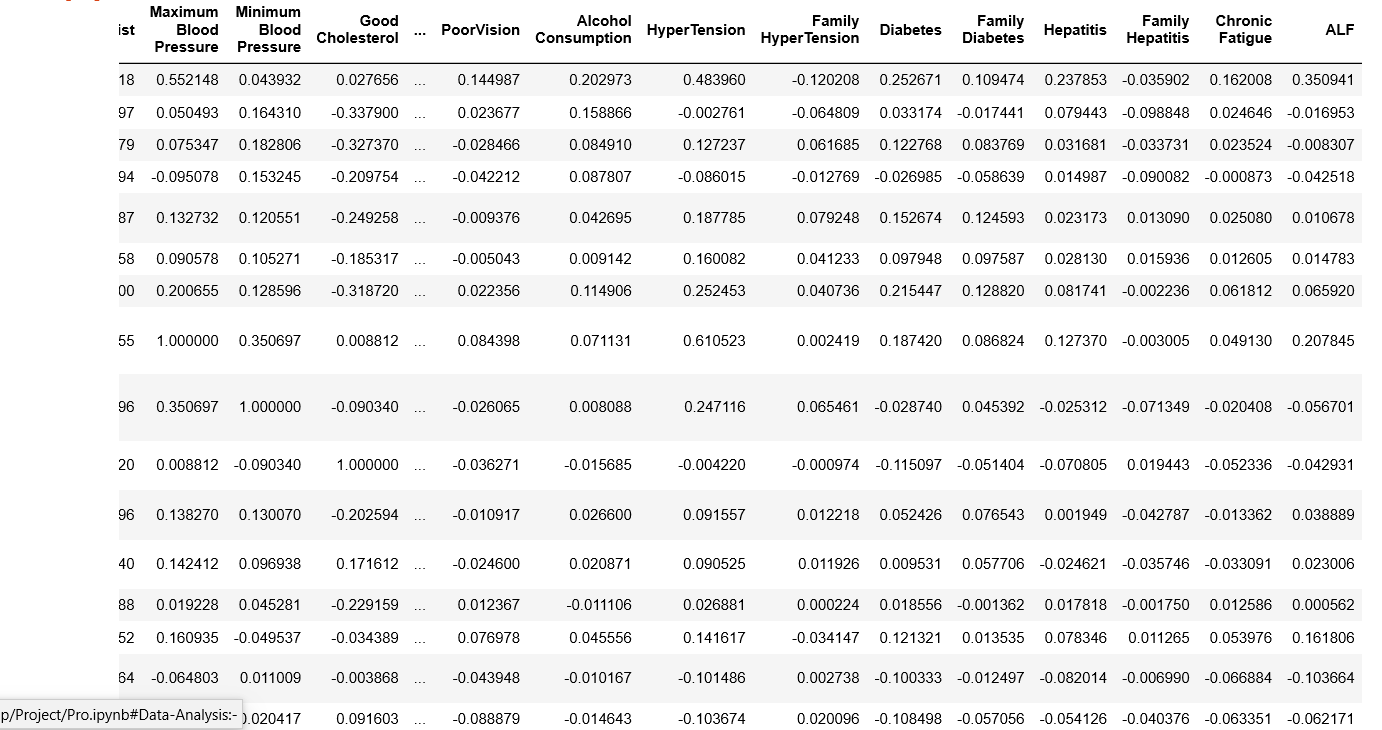 ist Maximum Blood Pressure Minimum Blood Pressure Good Cholesterol ... PoorVision Alcohol Consumption HyperTension Family HyperTension Diabetes Family Diabetes Hepatitis Family Hepatitis Chronic Fatigue ALF
18 0.552148 0.043932 0.027656 ... 0.144987 0.202973 0.483960 -0.120208 0.252671 0.109474 0.237853 -0.035902 0.162008 0.350941
97 0.050493 0.164310 -0.337900 ... 0.023677 0.158866 -0.002761 -0.064809 0.033174 -0.017441 0.079443 -0.098848 0.024646 -0.016953
79 0.075347 0.182806 -0.327370 ... -0.028466 0.084910 0.127237 0.061685 0.122768 0.083769 0.031681 -0.033731 0.023524 -0.008307
94 -0.095078 0.153245 -0.209754 ... -0.042212 0.087807 -0.086015 -0.012769 -0.026985 -0.058639 0.014987 -0.090082 -0.000873 -0.042518
87 0.132732 0.120551 -0.249258 ... -0.009376 0.042695 0.187785 0.079248 0.152674 0.124593 0.023173 0.013090 0.025080 0.010678
58 0.090578 0.105271 -0.185317 ... -0.005043 0.009142 0.160082 0.041233 0.097948 0.097587 0.028130 0.015936 0.012605 0.014783
00 0.200655 0.128596 -0.318720 ... 0.022356 0.114906 0.252453 0.040736 0.215447 0.128820 0.081741 -0.002236 0.061812 0.065920
55 1.000000 0.350697 0.008812 ... 0.084398 0.071131 0.610523 0.002419 0.187420 0.086824 0.127370 -0.003005 0.049130 0.207845
96 0.350697 1.000000 -0.090340 ... -0.026065 0.008088 0.247116 0.065461 -0.028740 0.045392 -0.025312 -0.071349 -0.020408 -0.056701
20 0.008812 -0.090340 1.000000 ... -0.036271 -0.015685 -0.004220 -0.000974 -0.115097 -0.051404 -0.070805 0.019443 -0.052336 -0.042931
96 0.138270 0.130070 -0.202594 ... -0.010917 0.026600 0.091557 0.012218 0.052426 0.076543 0.001949 -0.042787 -0.013362 0.038889
40 0.142412 0.096938 0.171612 ... -0.024600 0.020871 0.090525 0.011926 0.009531 0.057706 -0.024621 -0.035746 -0.033091 0.023006
88 0.019228 0.045281 -0.229159 ... 0.012367 -0.011106 0.026881 0.000224 0.018556 -0.001362 0.017818 -0.001750 0.012586 0.000562
52 0.160935 -0.049537 -0.034389 ... 0.076978 0.045556 0.141617 -0.034147 0.121321 0.013535 0.078346 0.011265 0.053976 0.161806
64 -0.064803 0.011009 -0.003868 ... -0.043948 -0.010167 -0.101486 0.002738 -0.100333 -0.012497 -0.082014 -0.006990 -0.066884 -0.103664
p/Project/Pro.ipynb#Data-Analysis:- 0.020417 0.091603 ... -0.088879 -0.014643 -0.103674 0.020096 -0.108498 -0.057056 -0.054126 -0.040376 -0.063351 -0.062171